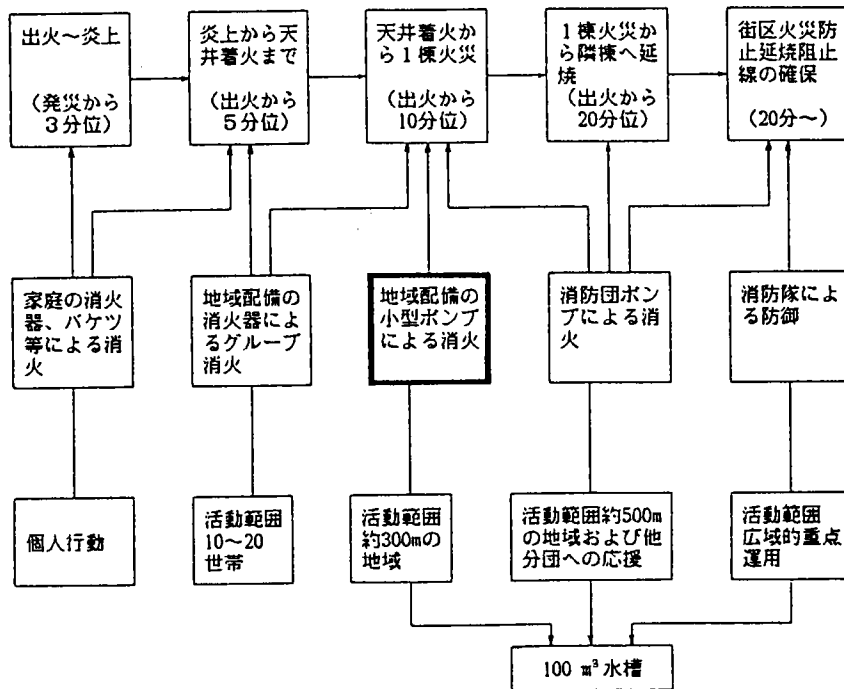 出火～炎上
（発災から
３分位）
炎上から天
井着火まで
（出火から
５分位）
天井着火か
ら１棟火災
（出火から
10分位）
１棟火災か
ら隣棟へ延
焼
（出火から
20分位）
街区火災防
止延焼阻止
線の確保
（20分～）
家庭の消火
器、バケツ
等による消
火
地域配備の
消火器によ
るグループ
消火
地域配備の
小型ポンプ
による消火
消防団ポン
プによる消
火
消防隊によ
る防御
個人行動
活動範囲
10～20
世帯
活動範囲
約300mの
地域
活動範囲約500m
の地域および他
分団への応援
活動範囲
広域的重点
運用
100 m³水槽